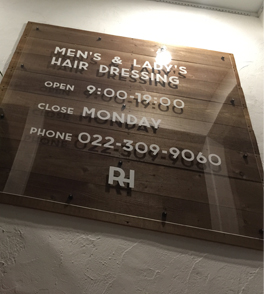 MEN'S & LADY'S
HAIR DRESSING
OPEN 9:00-19:00
CLOSE MONDAY
PHONE 022-309-9060
RH